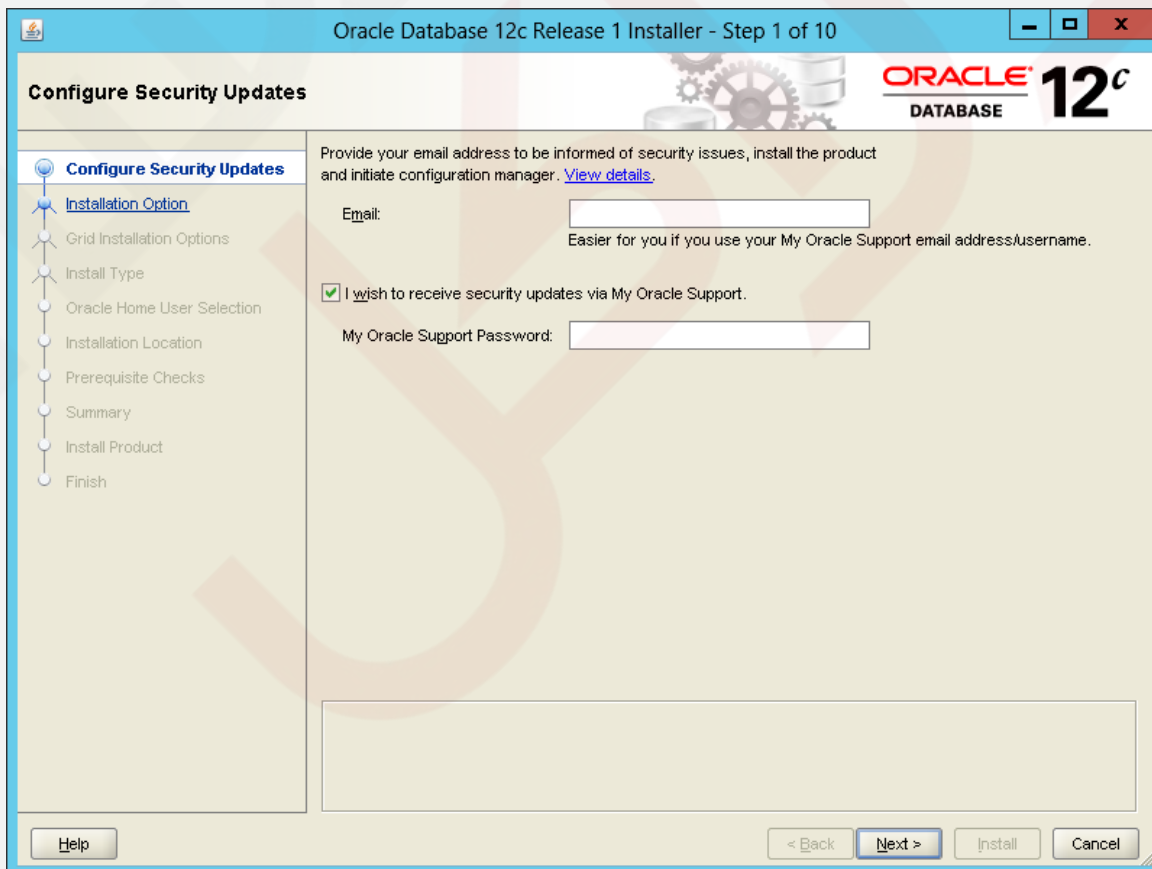 Oracle Database 12c Release 1 Installer - Step 1 of 10
Configure Security Updates
ORACLE
DATABASE
12c
Configure Security Updates
Installation Option
Grid Installation Options
Install Type
Oracle Home User Selection
Installation Location
Prerequisite Checks
Summary
Install Product
Finish
Provide your email address to be informed of security issues, install the product
and initiate configuration manager. View details.
Email:
Easier for you if you use your My Oracle Support email address/username.
I wish to receive security updates via My Oracle Support.
My Oracle Support Password:
Help
< Back
Next >
Install
Cancel